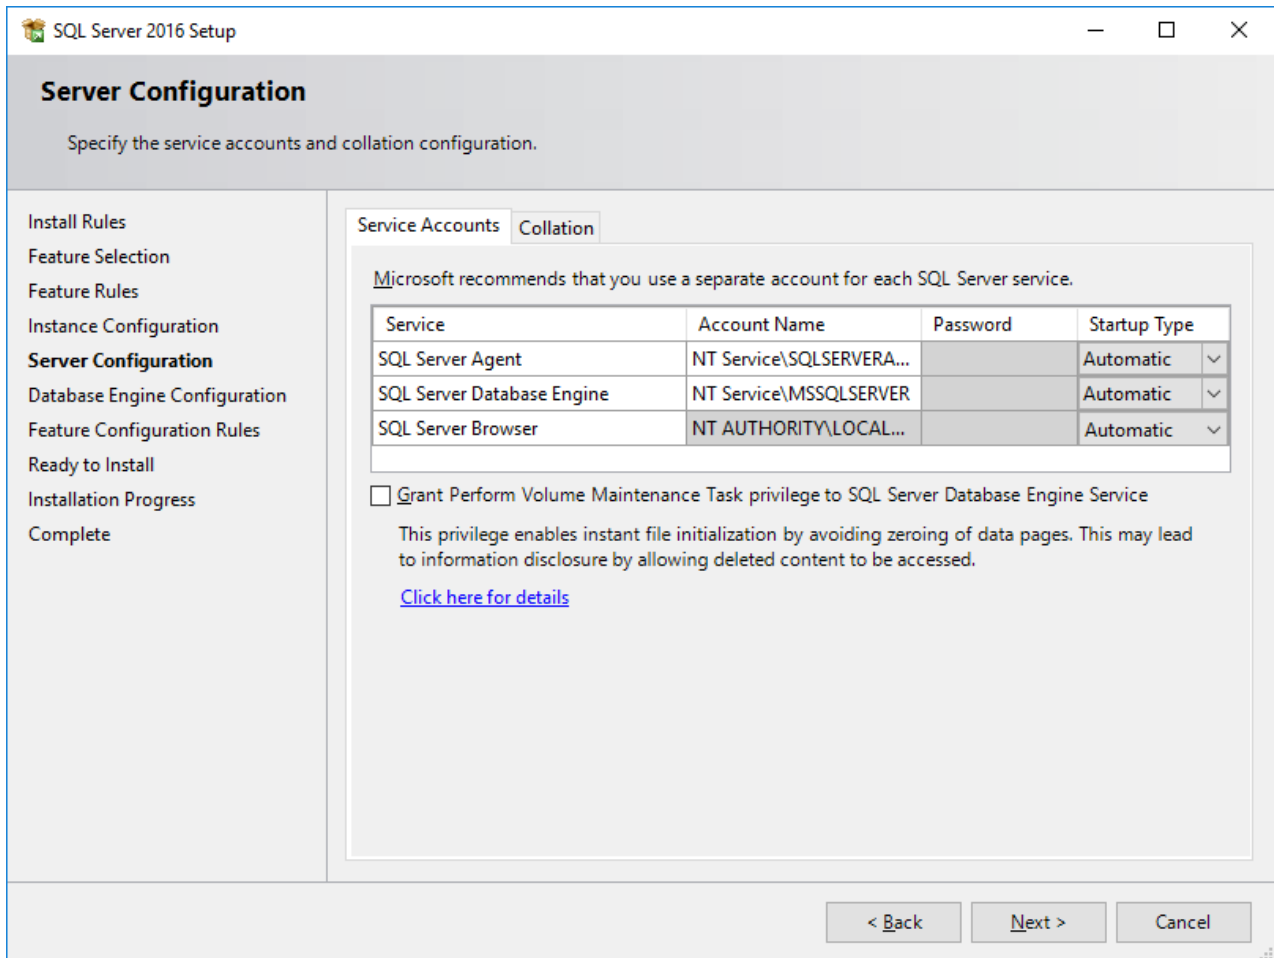 SQL Server 2016 Setup
Server Configuration
Specify the service accounts and collation configuration.
Install Rules
Feature Selection
Feature Rules
Instance Configuration
Server Configuration
Database Engine Configuration
Feature Configuration Rules
Ready to Install
Installation Progress
Complete
Service Accounts Collation
Microsoft recommends that you use a separate account for each SQL Server service.
Service Account Name Password Startup Type
SQL Server Agent NT Service\SQLSERVERA... Automatic
SQL Server Database Engine NT Service\MSSQLSERVER Automatic
SQL Server Browser NT AUTHORITY\LOCAL... Automatic
Grant Perform Volume Maintenance Task privilege to SQL Server Database Engine Service
This privilege enables instant file initialization by avoiding zeroing of data pages. This may lead
to information disclosure by allowing deleted content to be accessed.
Click here for details
< Back Next > Cancel